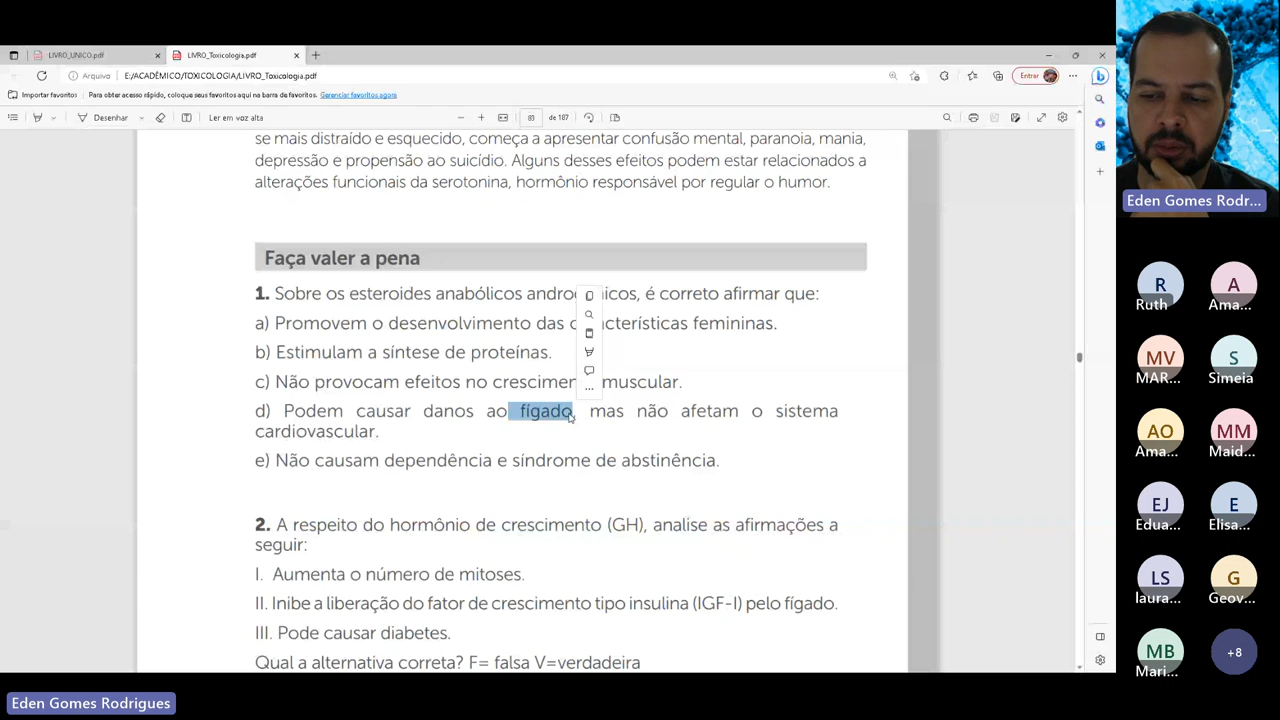 LIVRO_UNICO.pdf
LIVRO_Toxicologia.pdf
Arquivo
E:/ACADÊMICO/TOXICOLOGIA/LIVRO_Toxicologia.pdf
Entrar
Importar favoritos
Para obter acesso rápido, coloque seus favoritos aqui na barra de favoritos. Gerenciar favoritos agora
Desenhar
Ler em voz alta
de 187
se mais distraído e esquecido, começa a apresentar confusão mental, paranoia, mania,
depressão e propensão ao suicídio. Alguns desses efeitos podem estar relacionados a
alterações funcionais da serotonina, hormônio responsável por regular o humor.
Faça valer a pena
1. Sobre os esteroides anabólicos é correto afirmar que:
a) Promovem o desenvolvimento das femininas.
b) Estimulam a síntese de proteínas.
c) Não provocam efeitos no muscular.
d) Podem causar danos ao fígado, mas não afetam o sistema
cardiovascular.
e) Não causam dependência e síndrome de abstinência.
2. A respeito do hormônio de crescimento (GH), analise as afirmações a
seguir:
I. Aumenta o número de mitoses.
II. Inibe a liberação do fator de crescimento tipo insulina (IGF-I) pelo fígado.
III. Pode causar diabetes.
Qual a alternativa correta? F= falsa V=verdadeira
Eden Gomes Rodr...
R
Ruth
A
Ama...
MV
MAR...
S
Simeia
AO
Ama...
MM
Maid...
EJ
Edua...
E
Elisa...
LS
laura...
G
Geov...
MB
Mari...
+8
Eden Gomes Rodrigues